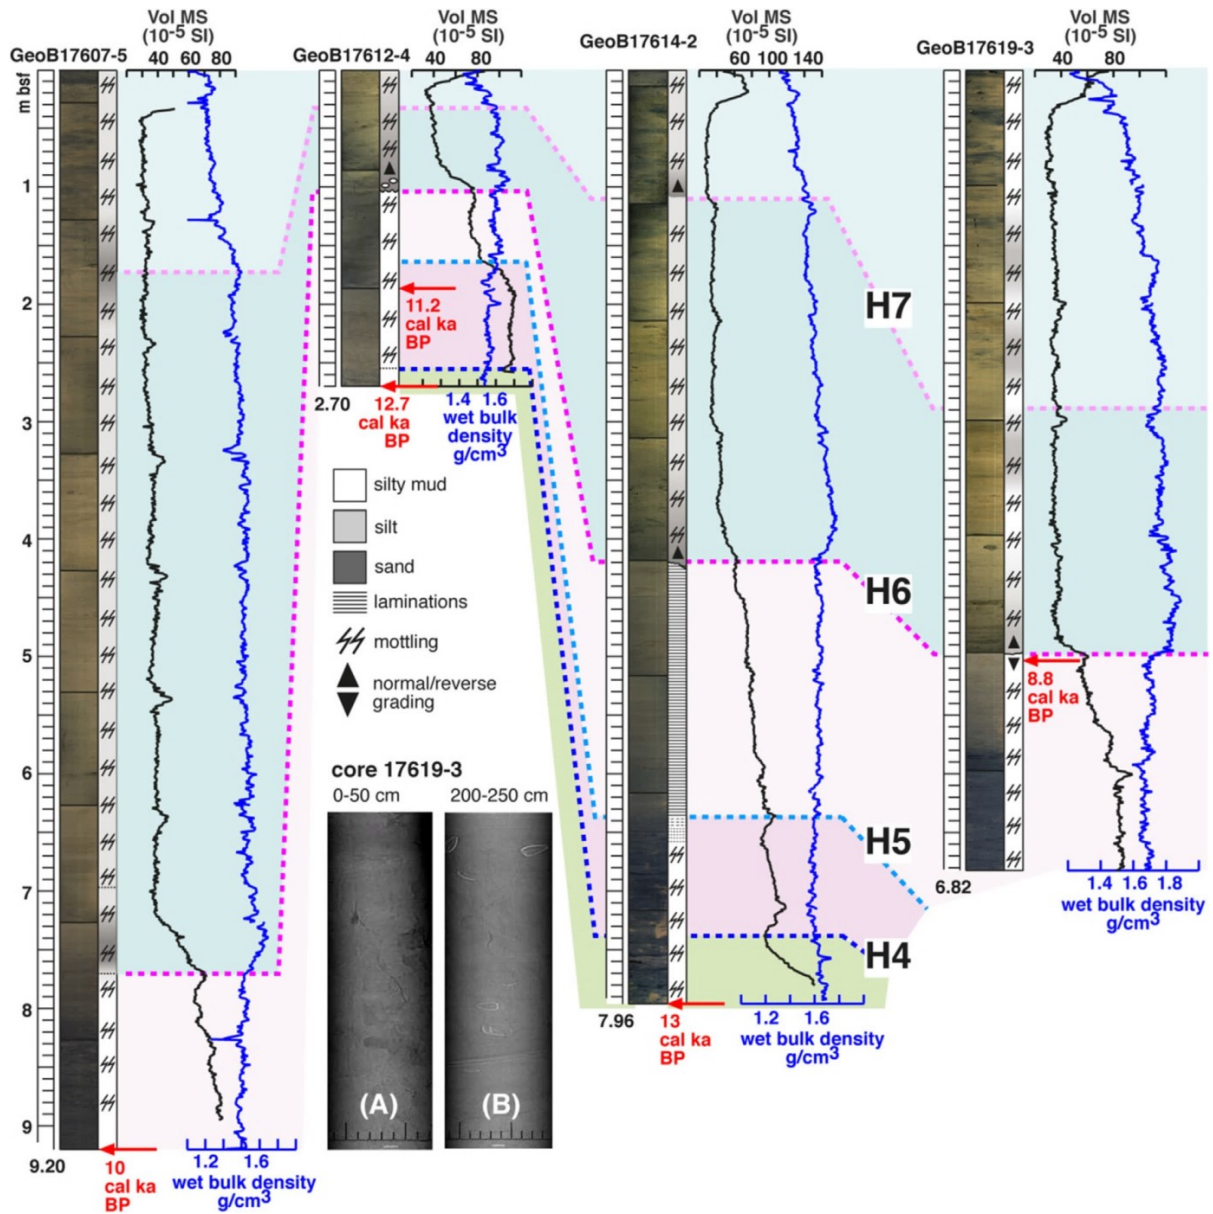 Vol MS
(10-5 SI)
GeoB17607-5
40 60 80
Vol MS
(10-5 SI)
GeoB17612-4
40 80
Vol MS
(10-5 SI)
GeoB17614-2
60 100 140
Vol MS
(10-5 SI)
GeoB17619-3
40 80
m bsf
1
2
3
4
5
6
7
8
9
9.20
10
cal ka
BP
1.2 1.6
wet bulk density
g/cm3
11.2
cal ka
BP
2.70
12.7
cal ka
BP
1.4 1.6
wet bulk
density
g/cm3
silty mud
silt
sand
laminations
mottling
normal/reverse
grading
core 17619-3
0-50 cm
200-250 cm
(A)
(B)
H7
H6
H5
H4
7.96
13
cal ka
BP
1.2 1.6
wet bulk density
g/cm3
8.8
cal ka
BP
6.82
1.4 1.6 1.8
wet bulk density
g/cm3